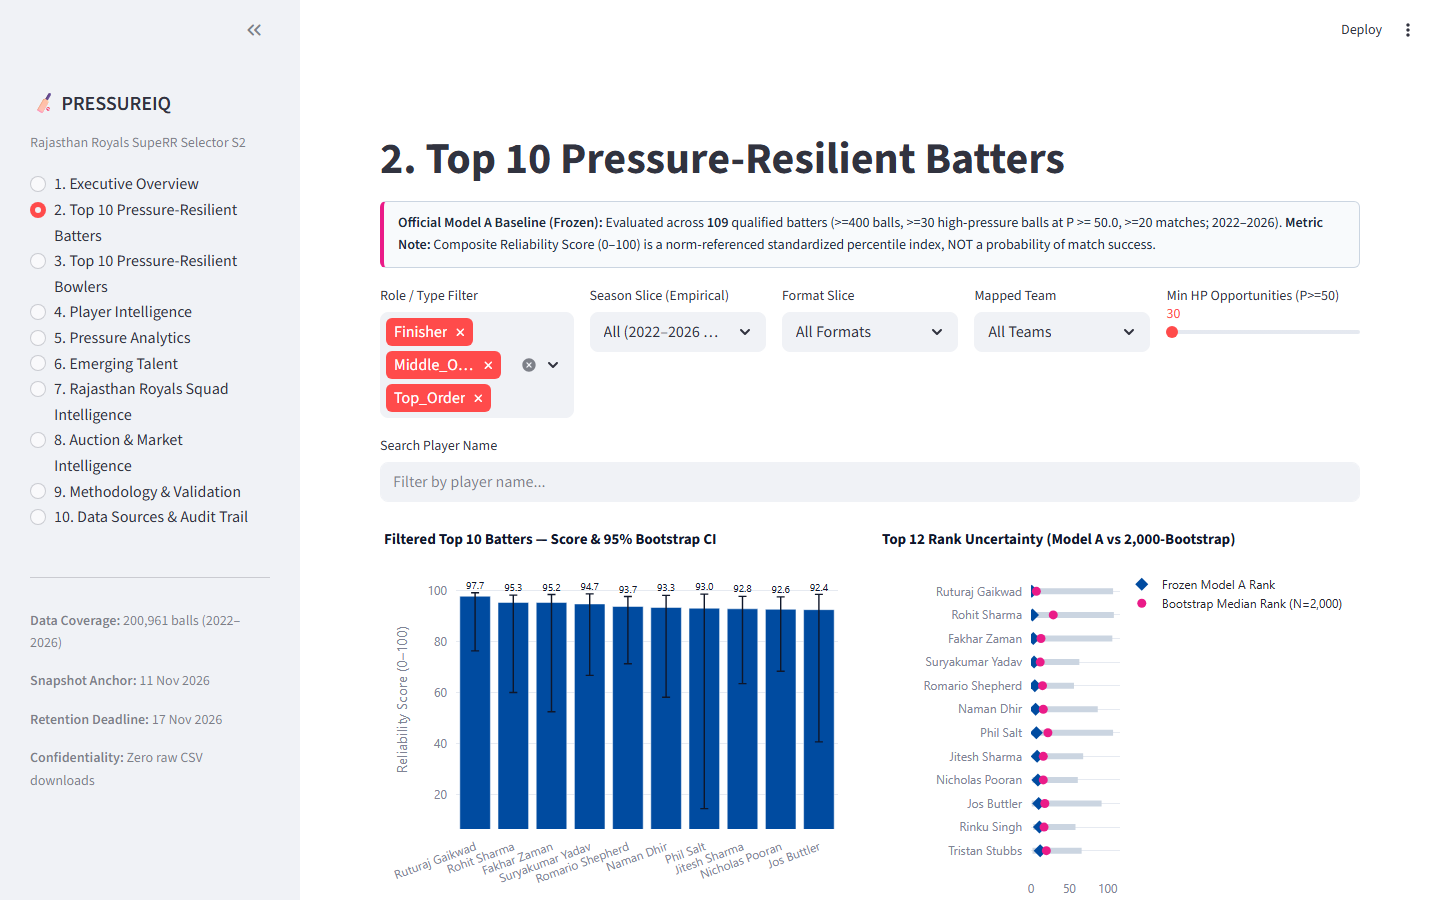 Deploy
PRESSUREIQ
Rajasthan Royals SupeRR Selector S2
1. Executive Overview
2. Top 10 Pressure-Resilient
Batters
3. Top 10 Pressure-Resilient
Bowlers
4. Player Intelligence
5. Pressure Analytics
6. Emerging Talent
7. Rajasthan Royals Squad
Intelligence
8. Auction & Market
Intelligence
9. Methodology & Validation
10. Data Sources & Audit Trail
Data Coverage: 200,961 balls (2022–
2026)
Snapshot Anchor: 11 Nov 2026
Retention Deadline: 17 Nov 2026
Confidentiality: Zero raw CSV
downloads
2. Top 10 Pressure-Resilient Batters
Official Model A Baseline (Frozen): Evaluated across 109 qualified batters (>=400 balls, >=30 high-pressure balls at P >= 50.0, >=20 matches; 2022–2026). Metric
Note: Composite Reliability Score (0–100) is a norm-referenced standardized percentile index, NOT a probability of match success.
Role / Type Filter
Finisher
Middle_O...
Top_Order
Season Slice (Empirical)
All (2022–2026 ...
Format Slice
All Formats
Mapped Team
All Teams
Min HP Opportunities (P>=50)
30
Search Player Name
Filter by player name...
Filtered Top 10 Batters — Score & 95% Bootstrap CI
97.7 95.3 95.2 94.7 93.7 93.3 93.0 92.8 92.6 92.4
100
80
60
40
20
Reliability Score (0–100)
Ruturaj Gaikwad
Rohit Sharma
Fakhar Zaman
Suryakumar Yadav
Romario Shepherd
Naman Dhir
Phil Salt
Jitesh Sharma
Nicholas Pooran
Jos Buttler
Top 12 Rank Uncertainty (Model A vs 2,000-Bootstrap)
Ruturaj Gaikwad
Rohit Sharma
Fakhar Zaman
Suryakumar Yadav
Romario Shepherd
Naman Dhir
Phil Salt
Jitesh Sharma
Nicholas Pooran
Jos Buttler
Rinku Singh
Tristan Stubbs
0 50 100
Frozen Model A Rank
Bootstrap Median Rank (N=2,000)